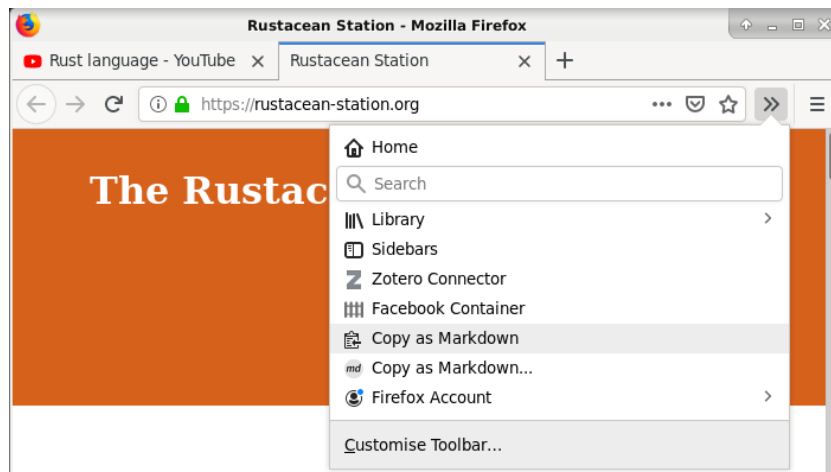 Rustacean Station - Mozilla Firefox
Rust language - YouTube
Rustacean Station
https://rustacean-station.org
Home
The Rustac
Search
Library
Sidebars
Z Zotero Connector
Facebook Container
Copy as Markdown
md Copy as Markdown...
Firefox Account
Customise Toolbar...